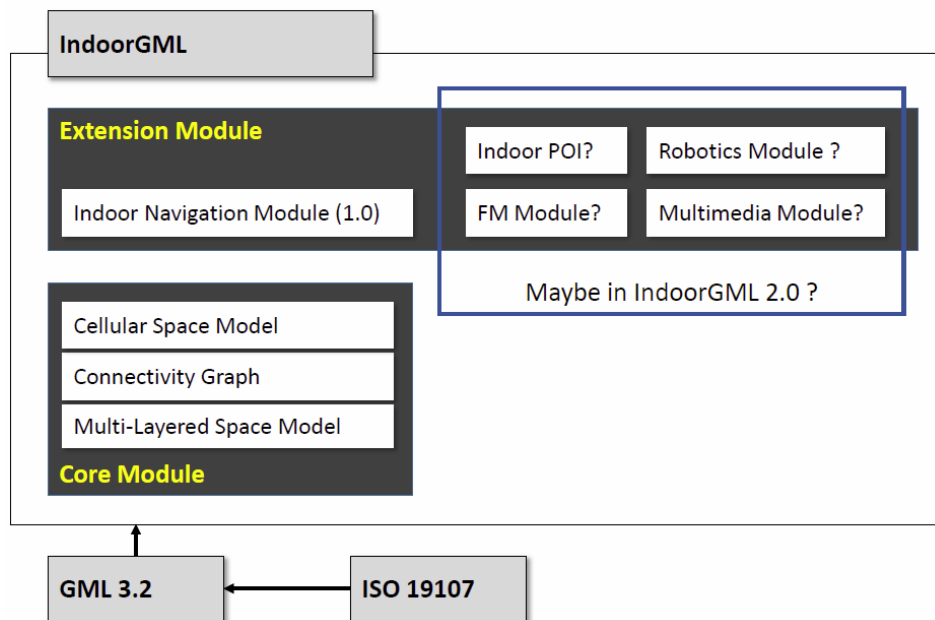 IndoorGML
Extension Module
Indoor POI?
Robotics Module ?
Indoor Navigation Module (1.0)
FM Module?
Multimedia Module?
Maybe in IndoorGML 2.0 ?
Cellular Space Model
Connectivity Graph
Multi-Layered Space Model
Core Module
GML 3.2
ISO 19107